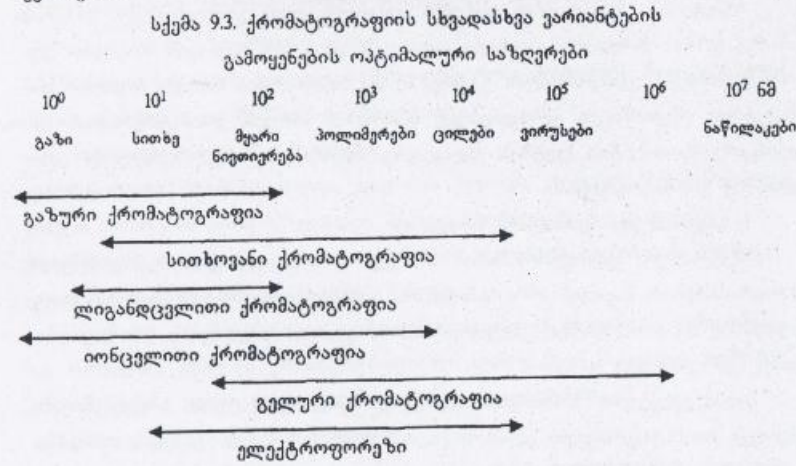 სქემა 9.3. ქრომატოგრაფიის სხვადასხვა ვარიანტების
გამოყენების ოპტიმალური საზღვრები
10⁰ 10¹ 10² 10³ 10⁴ 10⁵ 10⁶ 10⁷ ნმ
გაზი სითხე მყარი პოლიმერები ცილები ვირუსები ნაწილაკები
ნივთიერება
გაზური ქრომატოგრაფია
სითხოვანი ქრომატოგრაფია
ლიგანდცვლითი ქრომატოგრაფია
იონცვლითი ქრომატოგრაფია
გელური ქრომატოგრაფია
ელექტროფორეზი